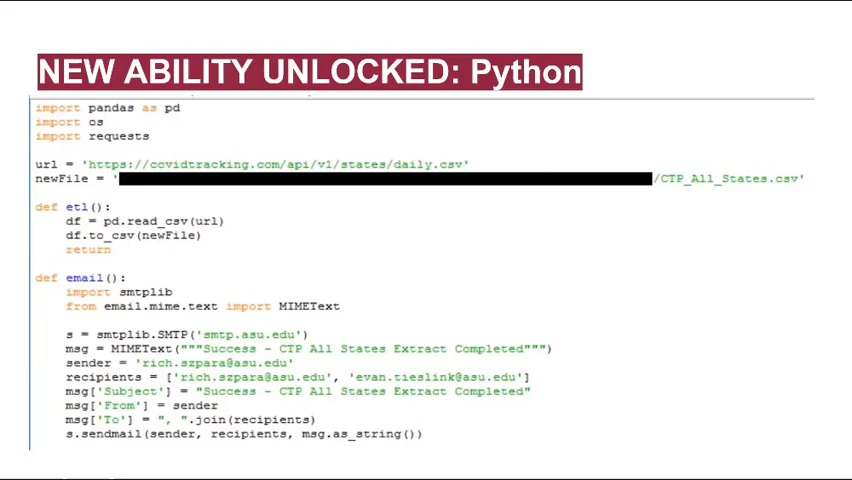 NEW ABILITY UNLOCKED: Python
import pandas as pd
import os
import requests
url = 'https://covidtracking.com/api/v1/states/daily.csv'
newFile = ' /CTP_All_States.csv'
def etl():
df = pd.read_csv(url)
df.to_csv(newFile)
return
def email():
import smtplib
from email.mime.text import MIMEText
s = smtplib.SMTP('smtp.asu.edu')
msg = MIMEText("""Success - CTP All States Extract Completed""")
sender = 'rich.szpara@asu.edu'
recipients = ['rich.szpara@asu.edu', 'evan.tieslink@asu.edu']
msg['Subject'] = "Success - CTP All States Extract Completed"
msg['From'] = sender
msg['To'] = ", ".join(recipients)
s.sendmail(sender, recipients, msg.as_string())